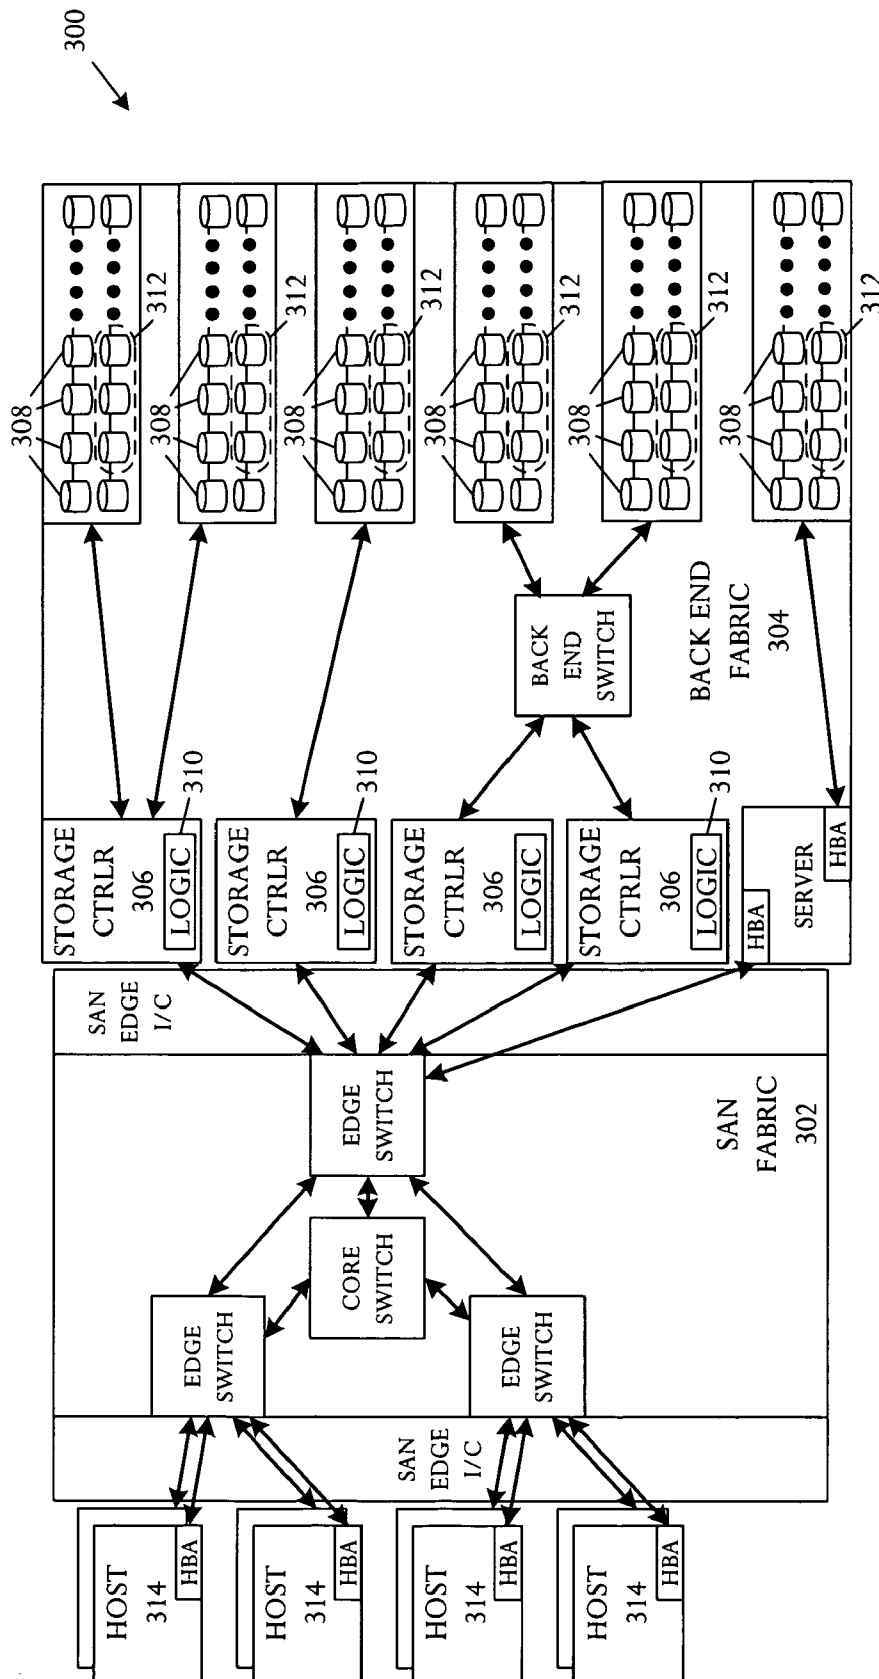 300
HOST
314
HBA
HOST
314
HBA
HOST
314
HBA
HOST
314
HBA
SAN
EDGE
I/C
EDGE
SWITCH
EDGE
SWITCH
CORE
SWITCH
EDGE
SWITCH
SAN
FABRIC
302
SAN
EDGE
I/C
STORAGE
CTRLR
306
LOGIC
310
STORAGE
CTRLR
306
LOGIC
310
STORAGE
CTRLR
306
LOGIC
STORAGE
CTRLR
306
LOGIC
310
HBA
SERVER
HBA
BACK
END
SWITCH
BACK END
FABRIC
304
308
312
308
312
308
312
308
312
308
312
308
312